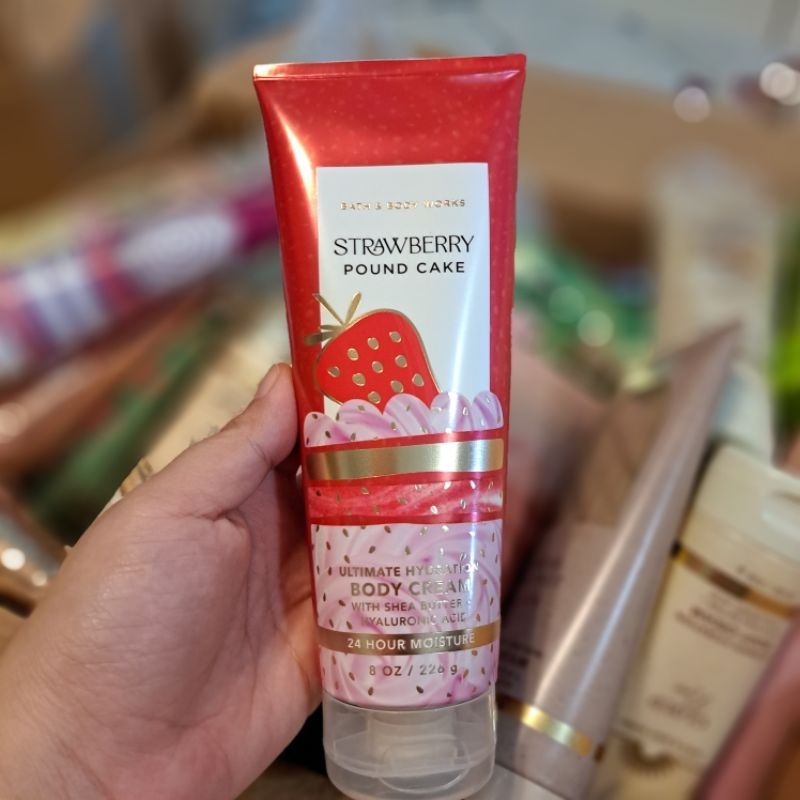 BATH & BODY WORKS
STRAWBERRY
POUND CAKE
ULTIMATE HYDRATION
BODY CREAM
WITH SHEA BUTTER &
HYALURONIC ACID
24 HOUR MOISTURE
8 OZ / 226 g